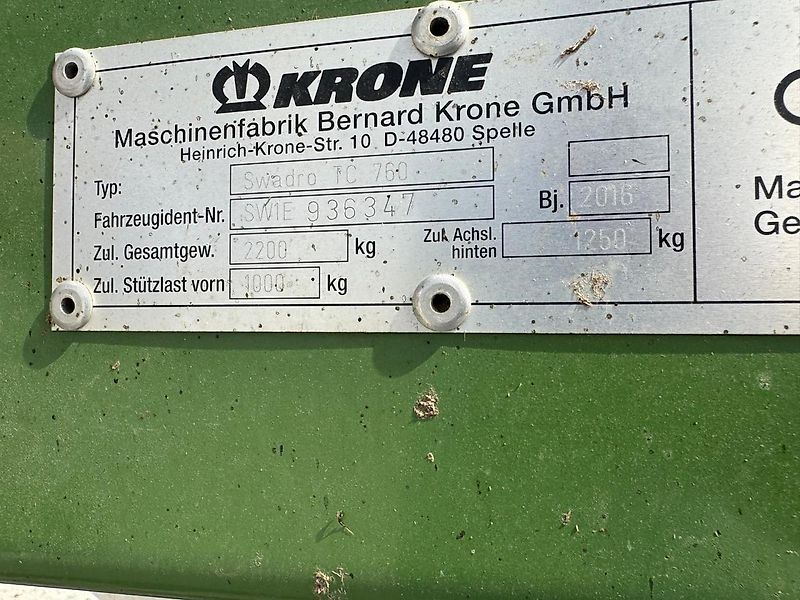 KRONE
Maschinenfabrik Bernard Krone GmbH
Heinrich-Krone-Str. 10 D-48480 Spelle
Typ: Swadro TC 760
Fahrzeugident-Nr. SW1E 936347 Bj. 2016
Zul. Gesamtgew. 2200 kg Zul. Achsl. hinten 1250 kg
Zul. Stützlast vorn 1000 kg
Ma
Ge